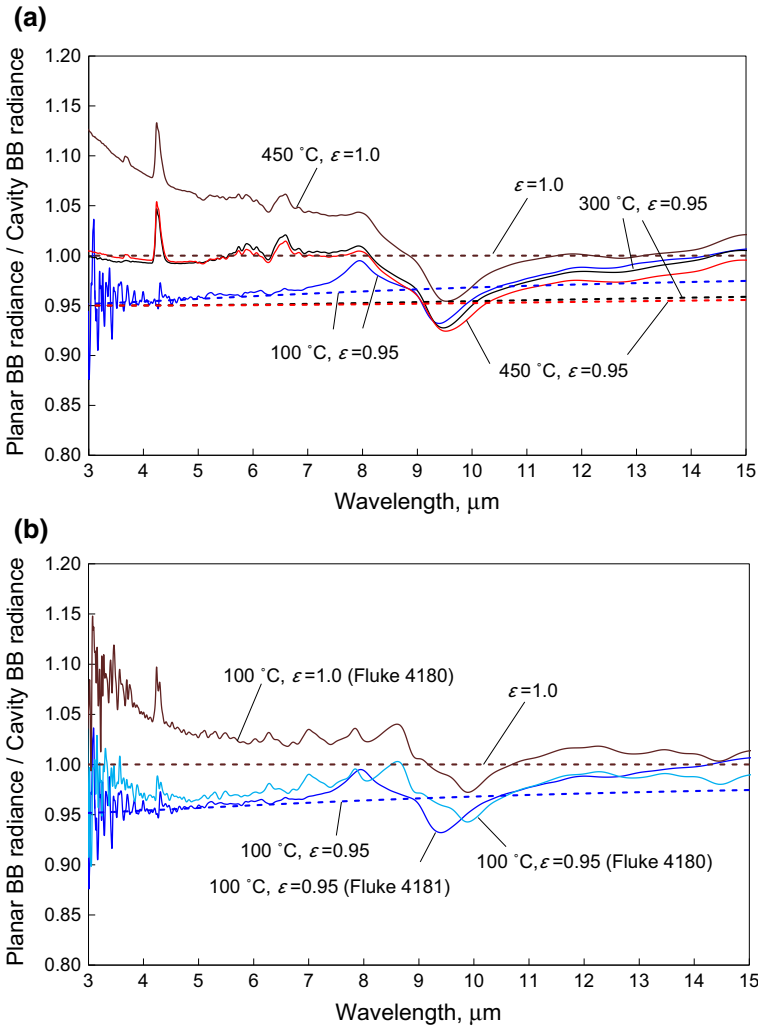 (a)
Planar BB radiance / Cavity BB radiance
1.20
1.15
1.10
1.05
1.00
0.95
0.90
0.85
0.80
450 °C, ε=1.0
ε=1.0
300 °C, ε=0.95
100 °C, ε=0.95
450 °C, ε=0.95
3 4 5 6 7 8 9 10 11 12 13 14 15
Wavelength, μm
(b)
Planar BB radiance / Cavity BB radiance
1.20
1.15
1.10
1.05
1.00
0.95
0.90
0.85
0.80
100 °C, ε=1.0 (Fluke 4180)
ε=1.0
100 °C, ε=0.95
100 °C, ε=0.95 (Fluke 4180)
100 °C, ε=0.95 (Fluke 4181)
3 4 5 6 7 8 9 10 11 12 13 14 15
Wavelength, μm